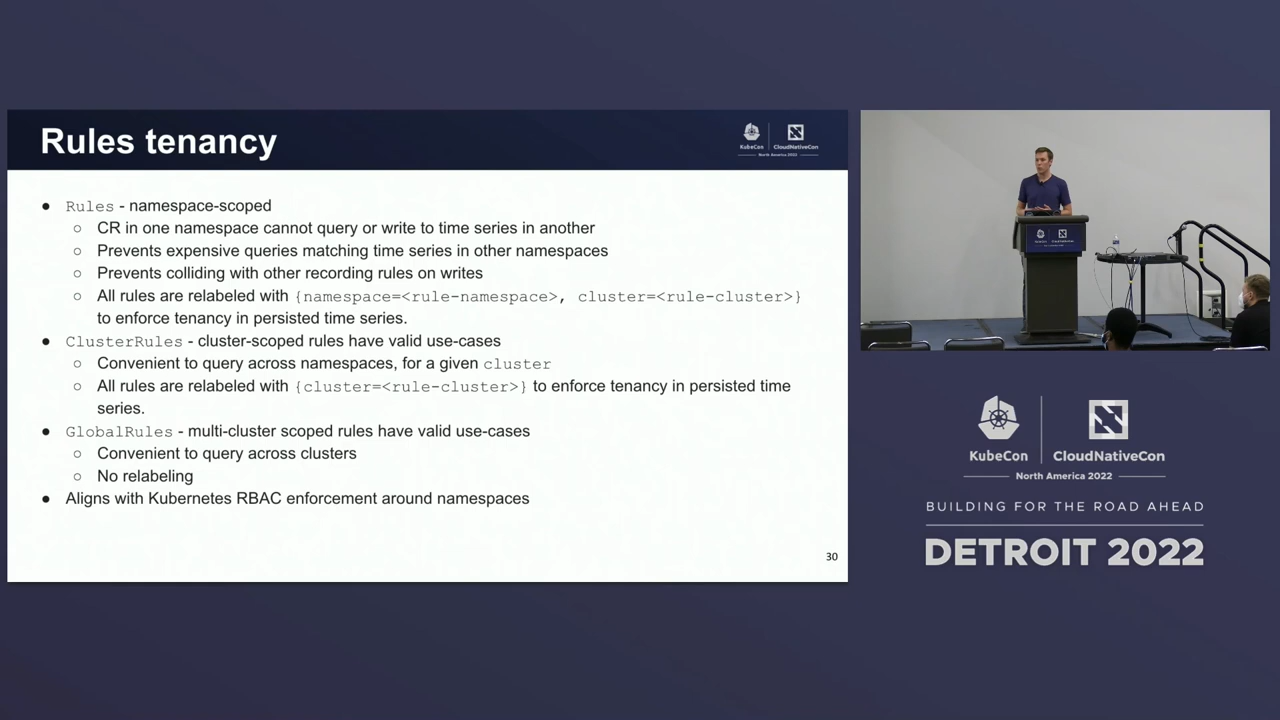 Rules tenancy
KubeCon
CloudNativeCon
North America 2022
● Rules - namespace-scoped
○ CR in one namespace cannot query or write to time series in another
○ Prevents expensive queries matching time series in other namespaces
○ Prevents colliding with other recording rules on writes
○ All rules are relabeled with {namespace=<rule-namespace>, cluster=<rule-cluster>}
to enforce tenancy in persisted time series.
● ClusterRules - cluster-scoped rules have valid use-cases
○ Convenient to query across namespaces, for a given cluster
○ All rules are relabeled with {cluster=<rule-cluster>} to enforce tenancy in persisted time
series.
● GlobalRules - multi-cluster scoped rules have valid use-cases
○ Convenient to query across clusters
○ No relabeling
● Aligns with Kubernetes RBAC enforcement around namespaces
30
KubeCon
CloudNativeCon
North America 2022
BUILDING FOR THE ROAD AHEAD
DETROIT 2022